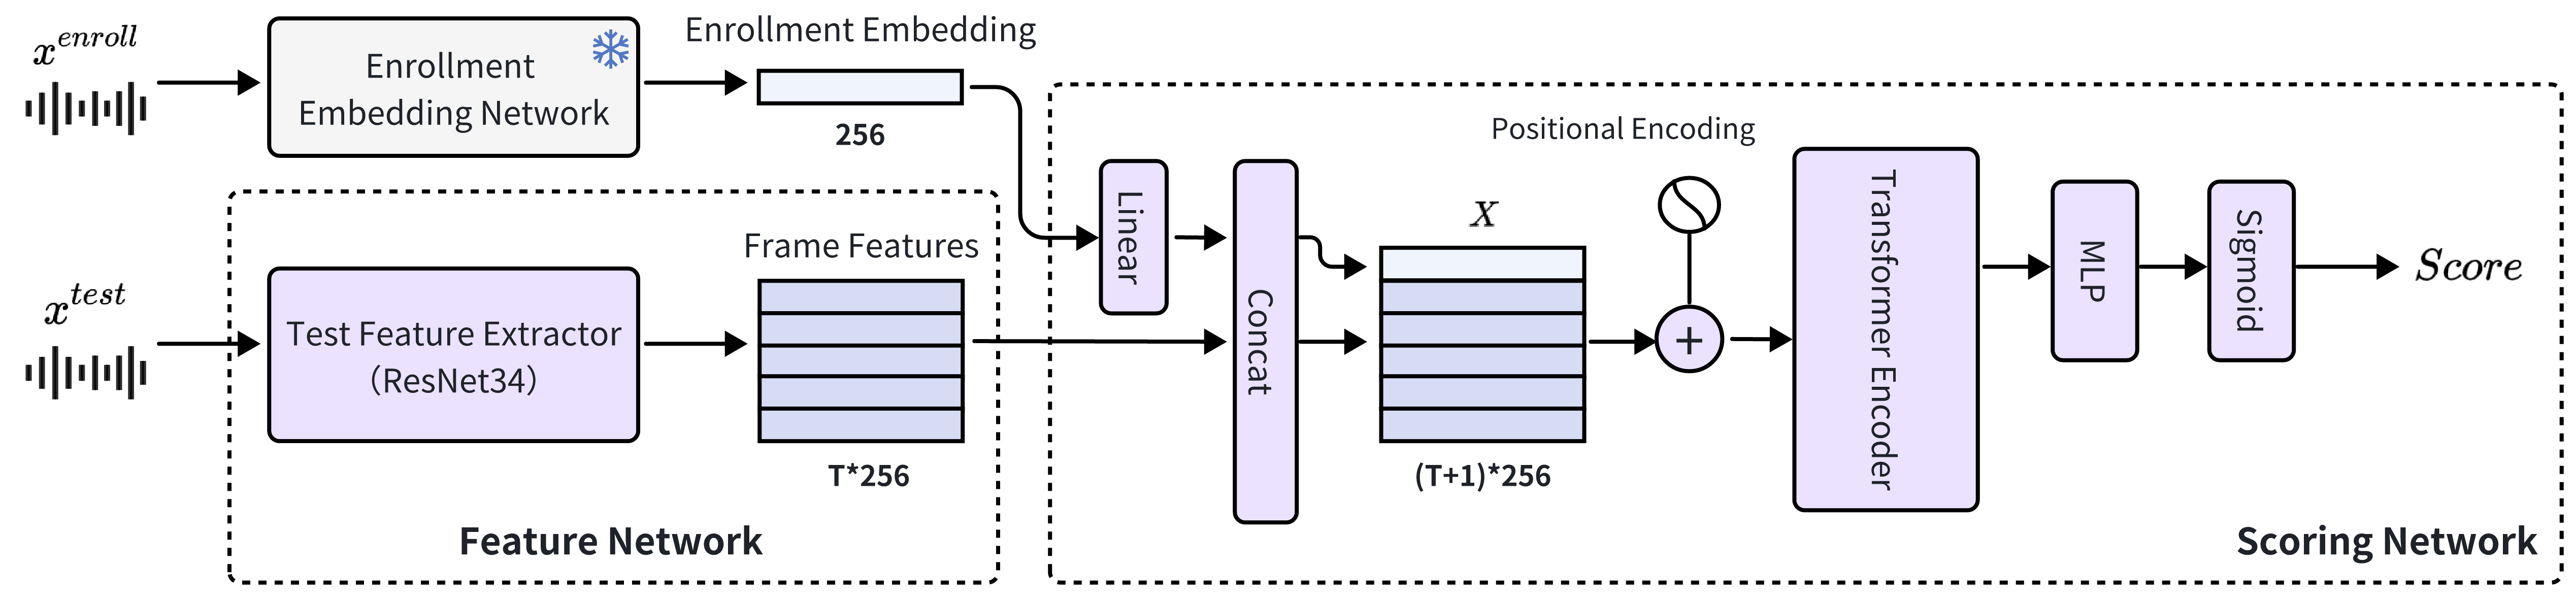 x^enroll
Enrollment
Embedding Network
Enrollment Embedding
256
x^test
Test Feature Extractor
（ResNet34）
Frame Features
T*256
Feature Network
Linear
Concat
X
(T+1)*256
Positional Encoding
+
Transformer Encoder
MLP
Sigmoid
Score
Scoring Network